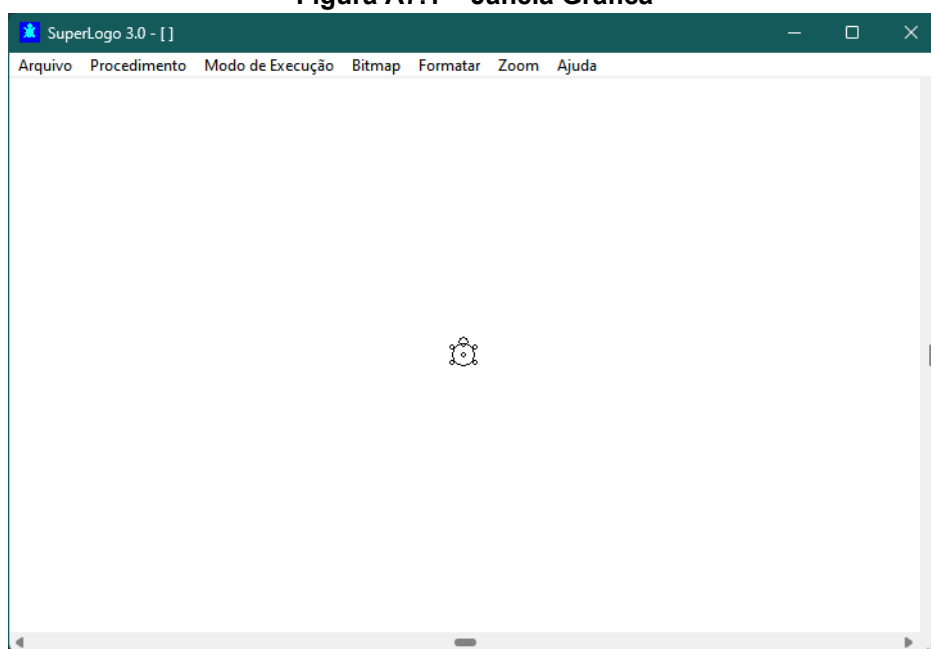 SuperLogo 3.0 - [ ]
Arquivo Procedimento Modo de Execução Bitmap Formatar Zoom Ajuda